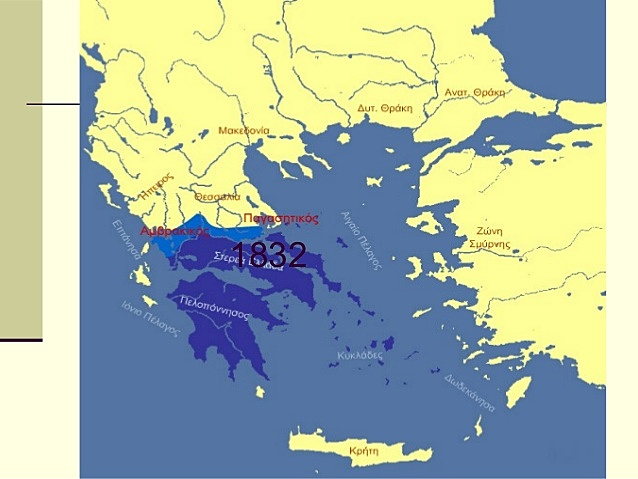 Ανατ. Θράκη
Δυτ. Θράκη
Μακεδονία
Ήπειρος
Θεσσαλία
Παγασητικός
Αμβρακικός
Επτάνησα
Αιγαίο Πέλαγος
Ζώνη
Σμύρνης
1832
Στερεά Ελλάδα
Πελοπόννησος
Ιόνιο Πέλαγος
Κυκλάδες
Δωδεκάνησα
Κρήτη